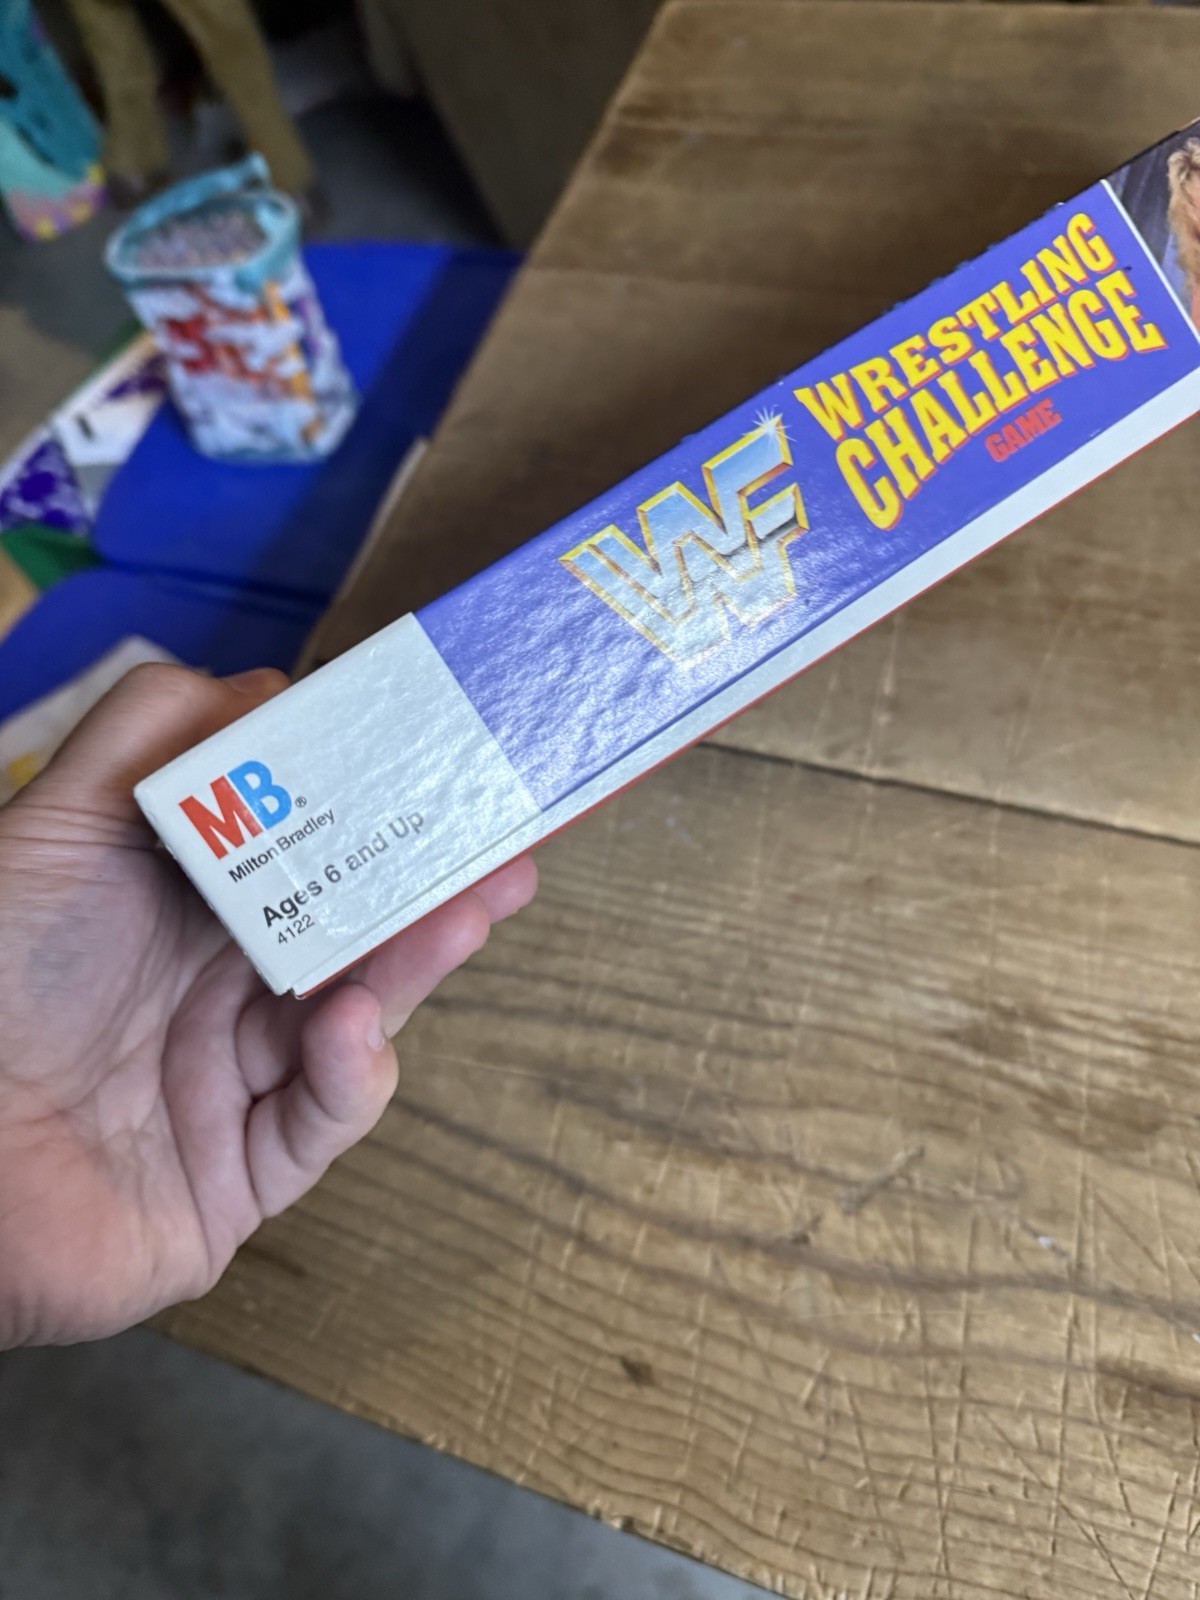 MB®
Milton Bradley
Ages 6 and Up
4122
WF
WRESTLING
CHALLENGE
GAME